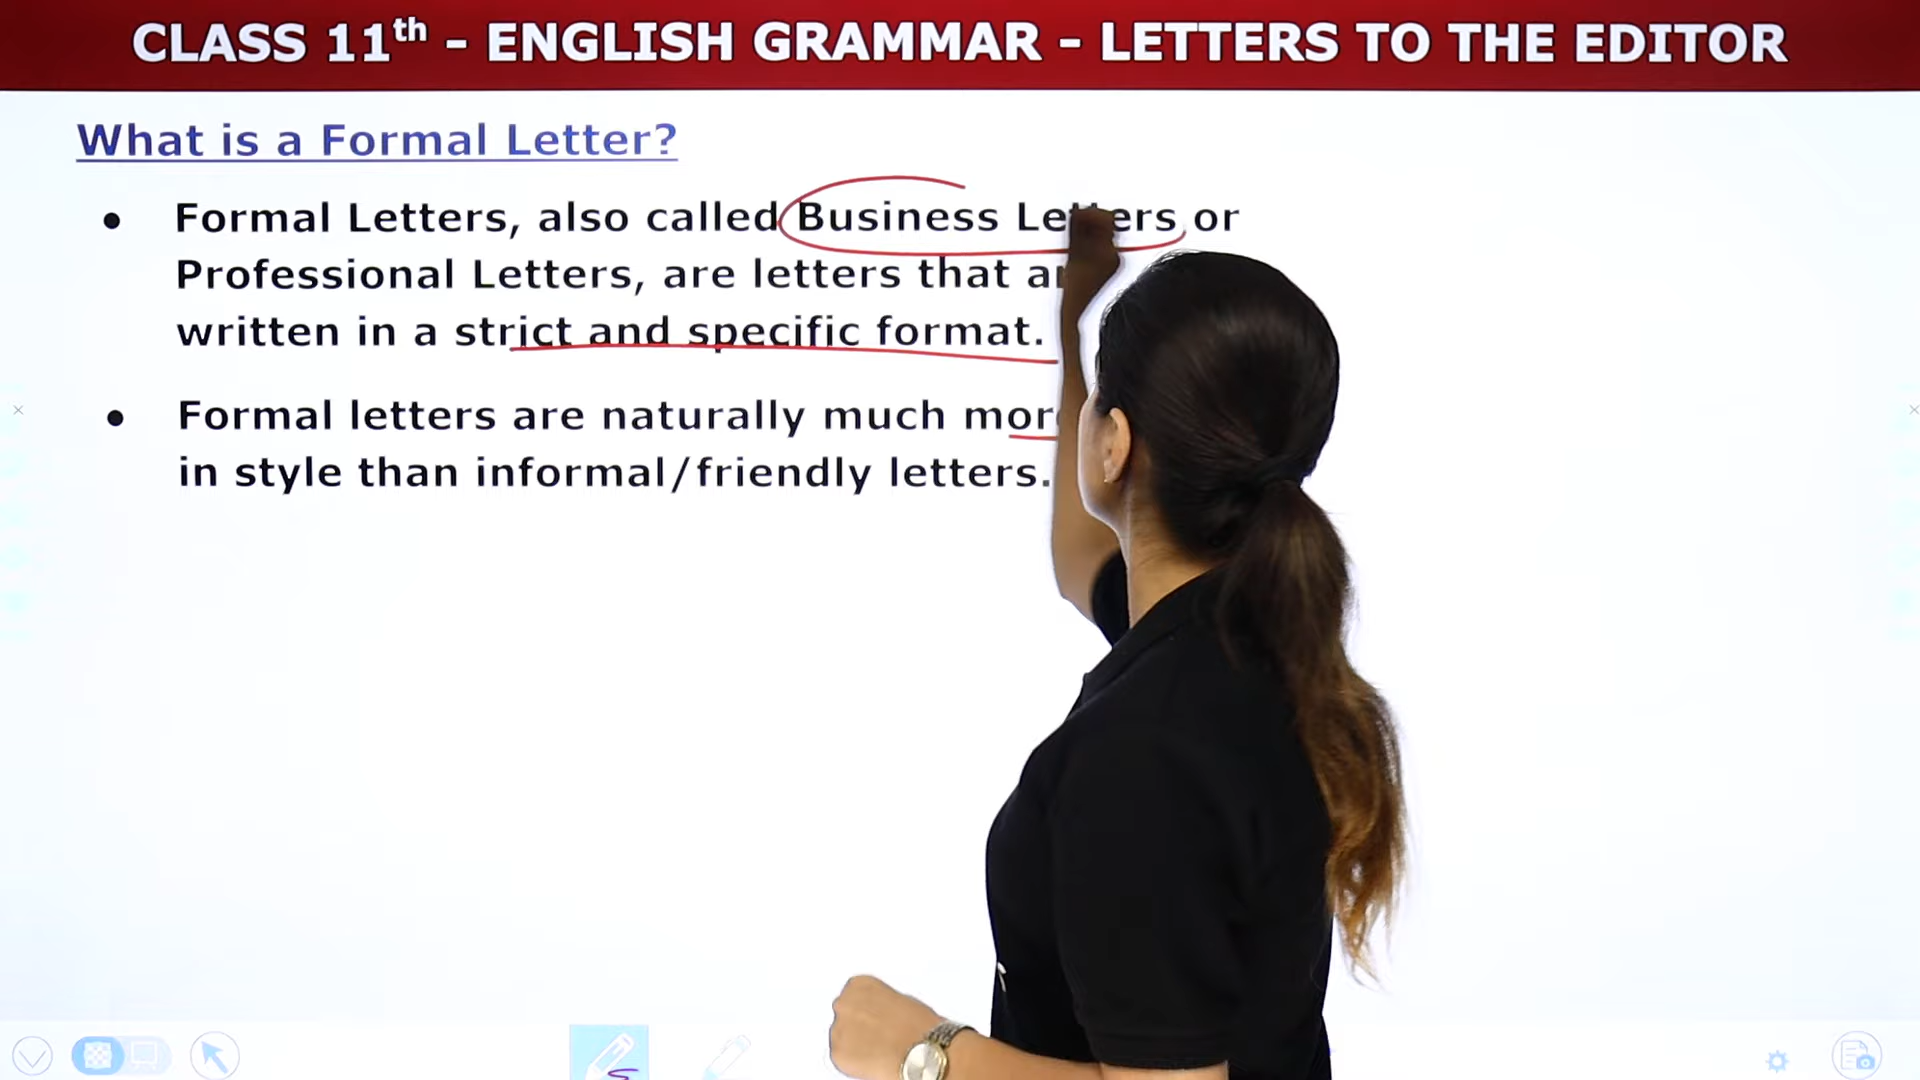 CLASS 11th - ENGLISH GRAMMAR - LETTERS TO THE EDITOR
What is a Formal Letter?
• Formal Letters, also called Business Letters or
Professional Letters, are letters that
written in a strict and specific format.
• Formal letters are naturally much
in style than informal/friendly letters.